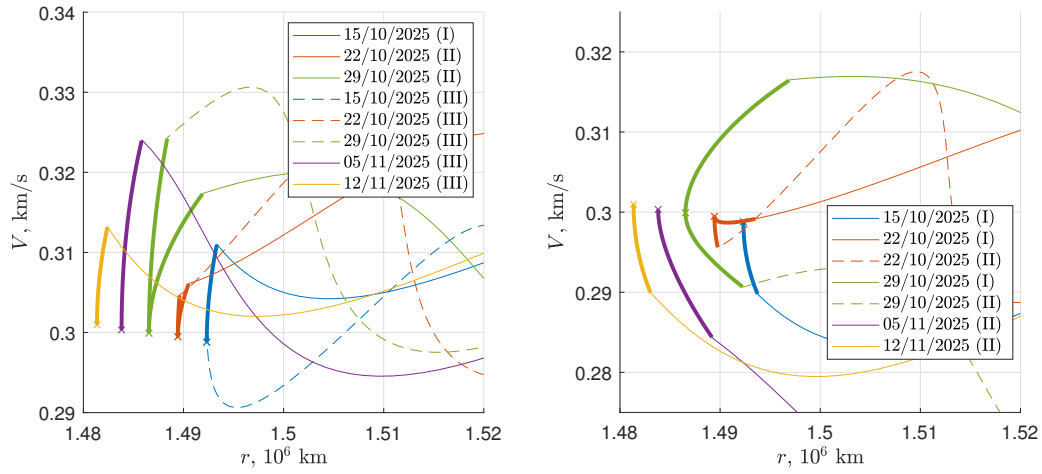 0.34
0.33
0.32
0.31
0.3
0.29
V, km/s
1.48
1.49
1.5
1.51
1.52
r, 10^6 km
15/10/2025 (I)
22/10/2025 (II)
29/10/2025 (II)
15/10/2025 (III)
22/10/2025 (III)
29/10/2025 (III)
05/11/2025 (III)
12/11/2025 (III)
0.32
0.31
0.3
0.29
0.28
V, km/s
1.48
1.49
1.5
1.51
1.52
r, 10^6 km
15/10/2025 (I)
22/10/2025 (I)
22/10/2025 (II)
29/10/2025 (I)
29/10/2025 (II)
05/11/2025 (II)
12/11/2025 (II)